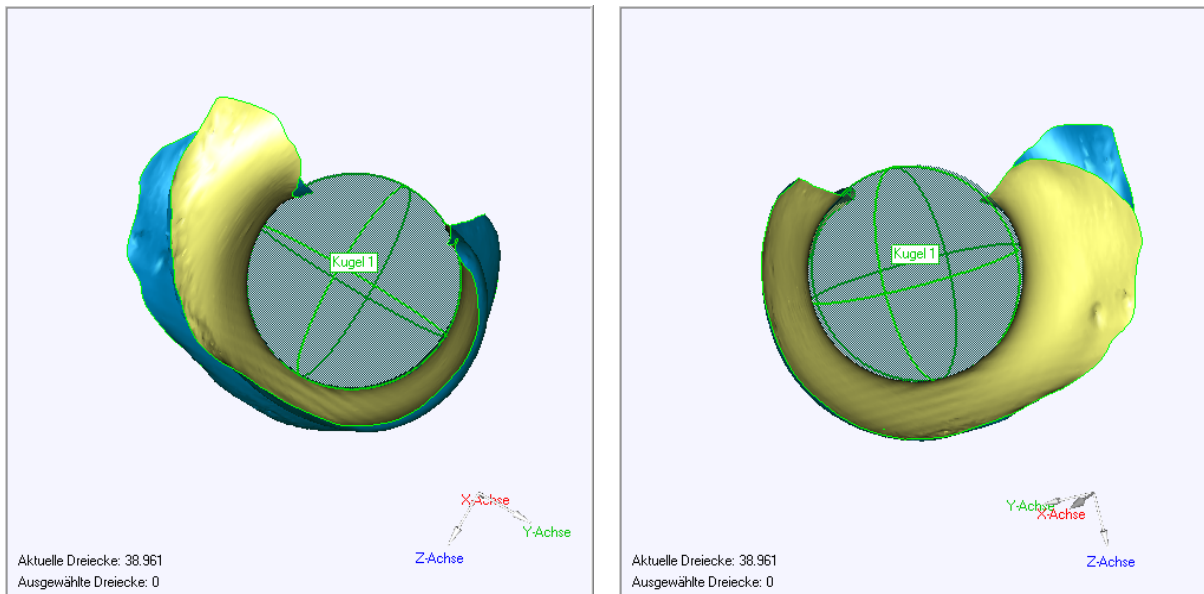 Kugel 1
X-Achse
Y-Achse
Z-Achse
Aktuelle Dreiecke: 38.961
Ausgewählte Dreiecke: 0
Kugel 1
Y-Achse
X-Achse
Z-Achse
Aktuelle Dreiecke: 38.961
Ausgewählte Dreiecke: 0